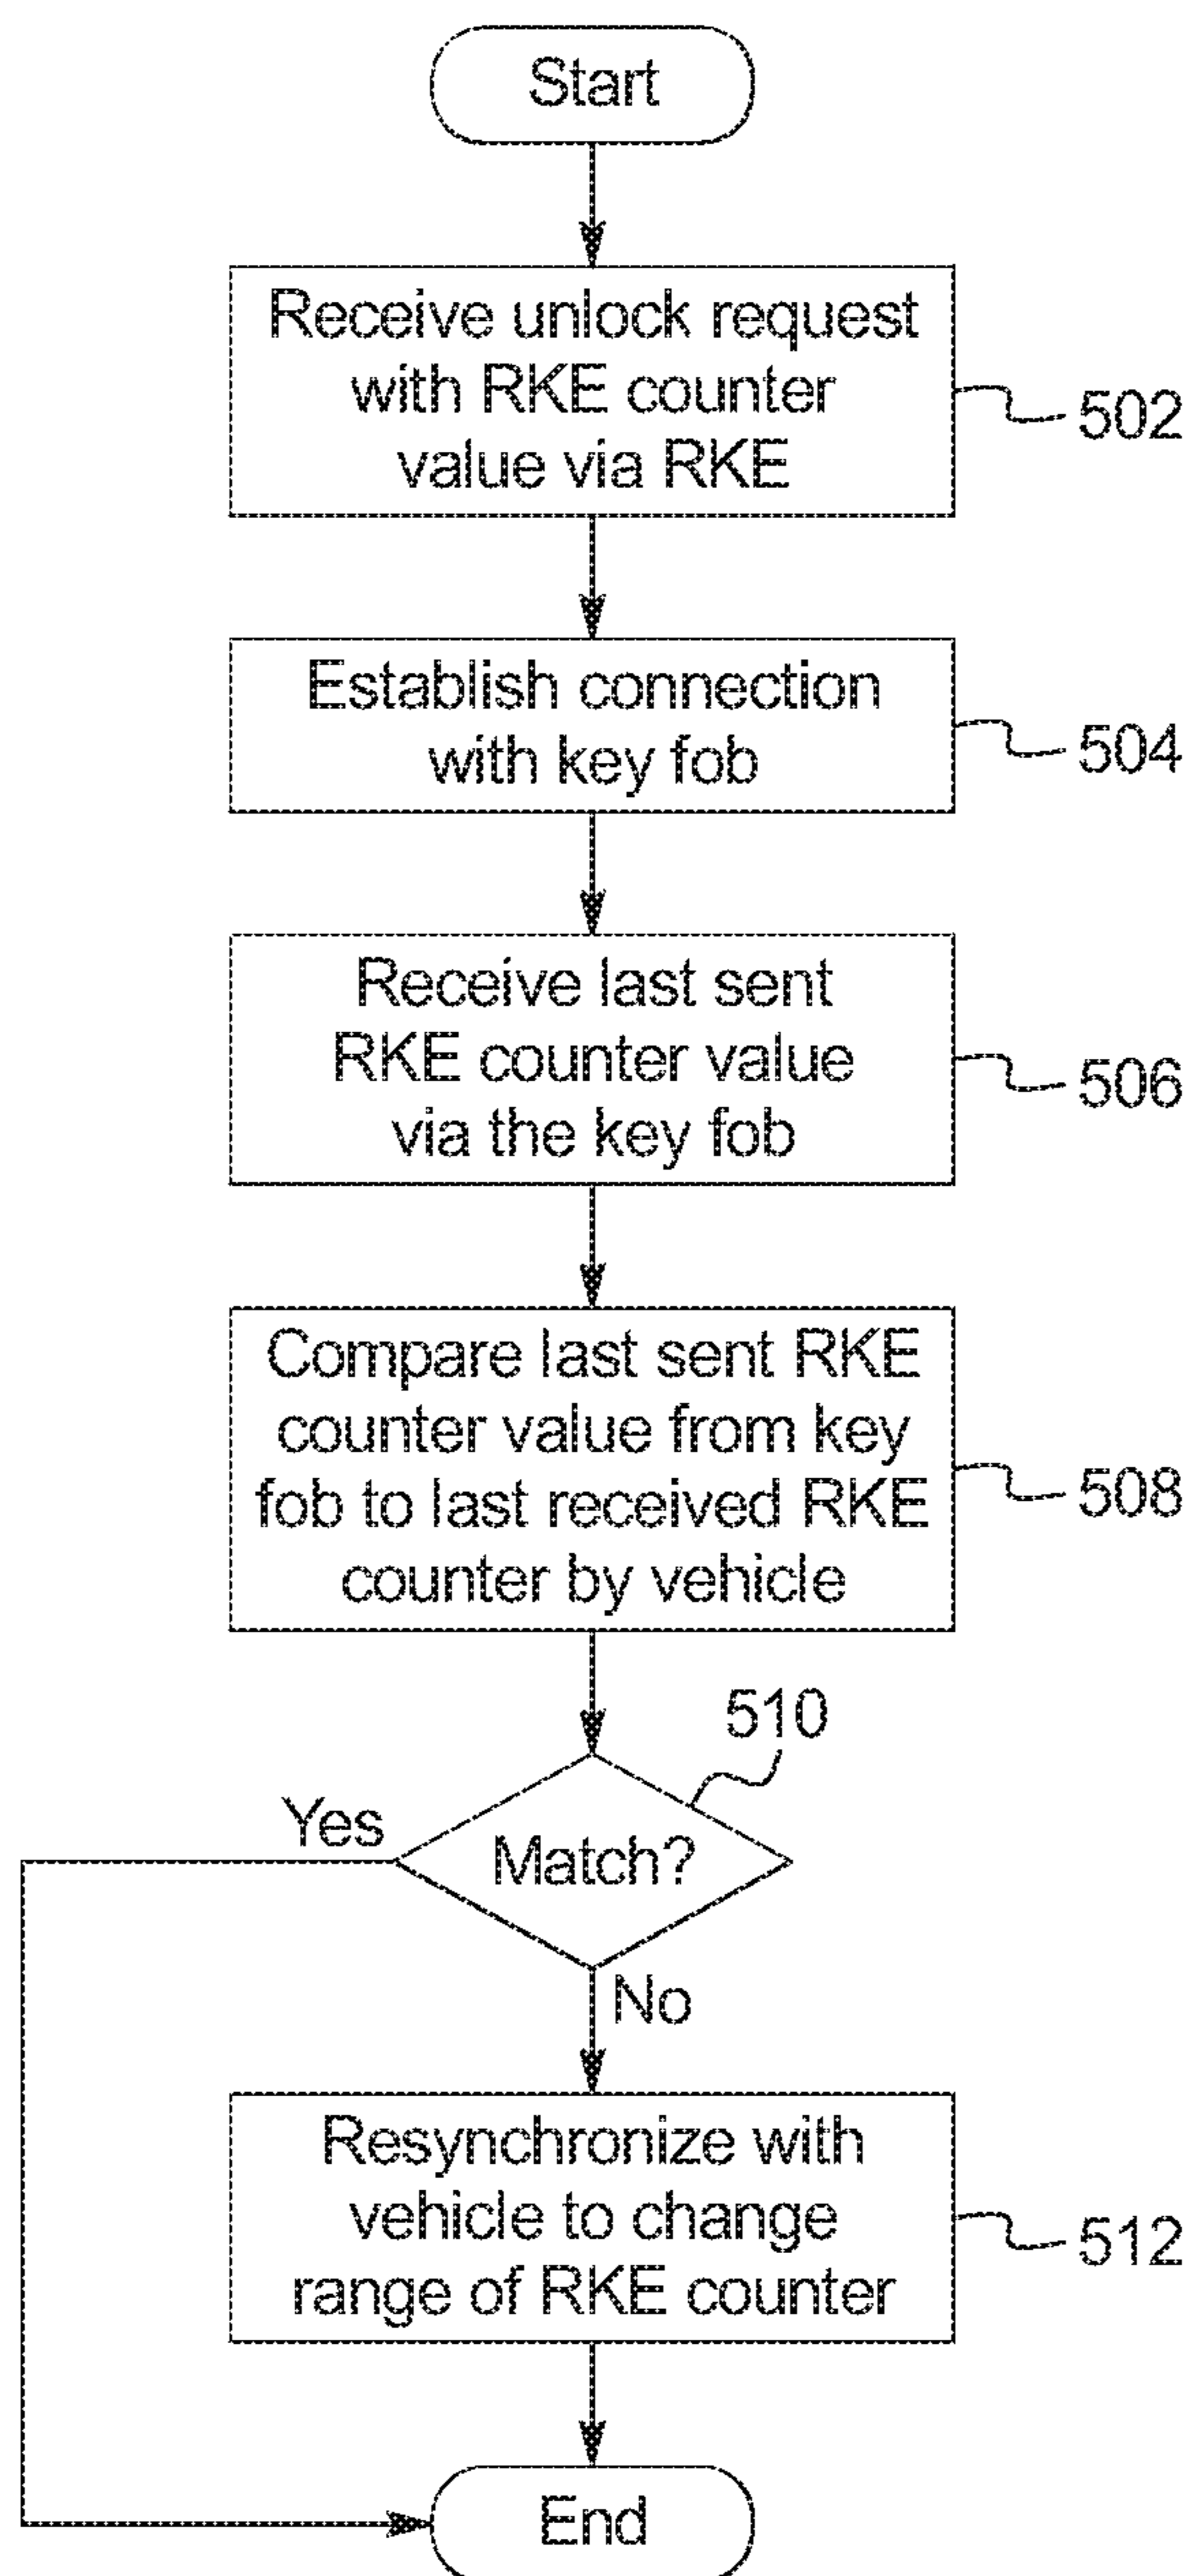 Start
Receive unlock request
with RKE counter
value via RKE
502
Establish connection
with key fob
504
Receive last sent
RKE counter value
via the key fob
506
Compare last sent RKE
counter value from key
fob to last received RKE
counter by vehicle
508
510
Match?
Yes
No
Resynchronize with
vehicle to change
range of RKE counter
512
End